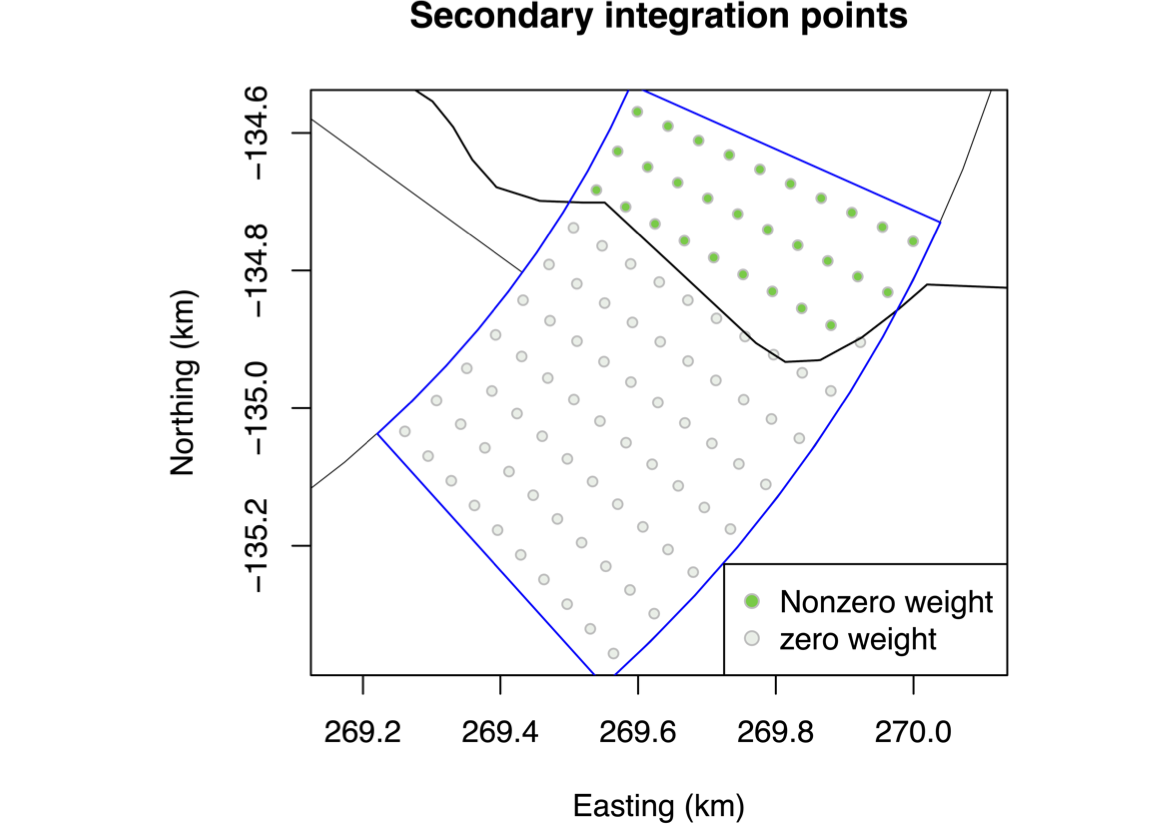 Secondary integration points
Northing (km)
−134.6
−134.8
−135.0
−135.2
Nonzero weight
zero weight
269.2 269.4 269.6 269.8 270.0
Easting (km)